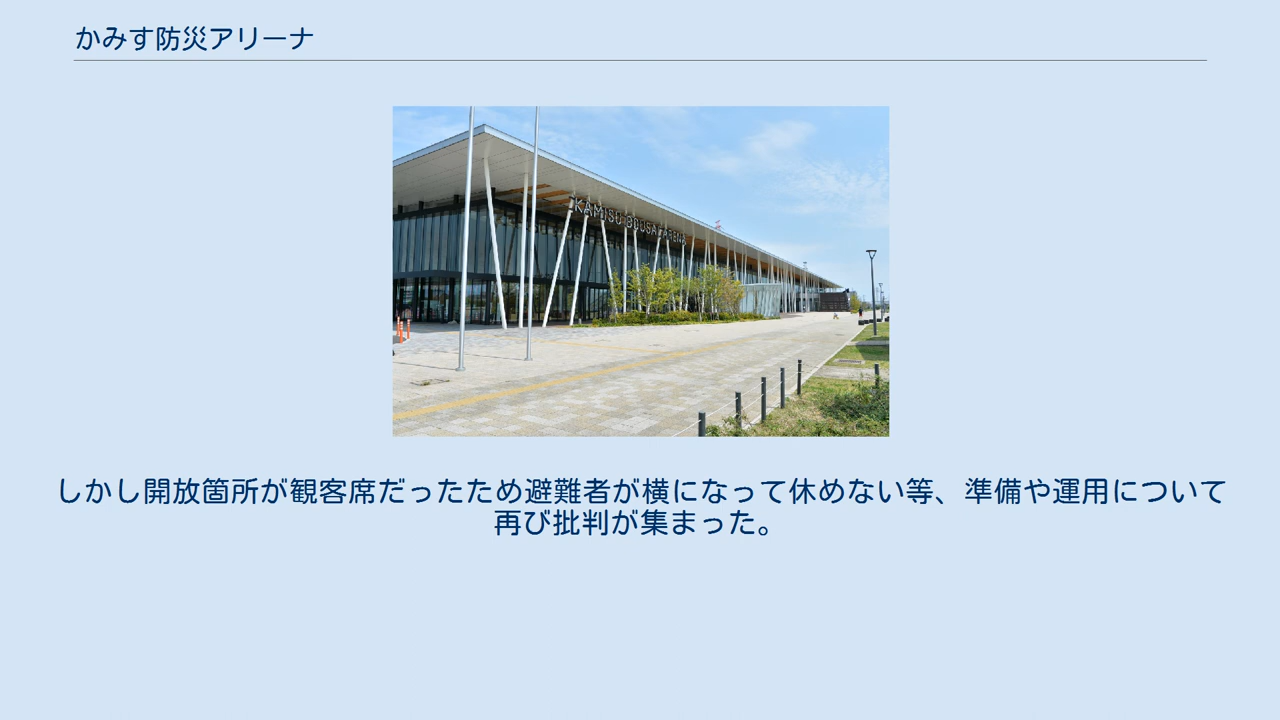 かみす防災アリーナ
KAMISU BOUSAI ARENA
しかし開放箇所が観客席だったため避難者が横になって休めない等、準備や運用について
再び批判が集まった。